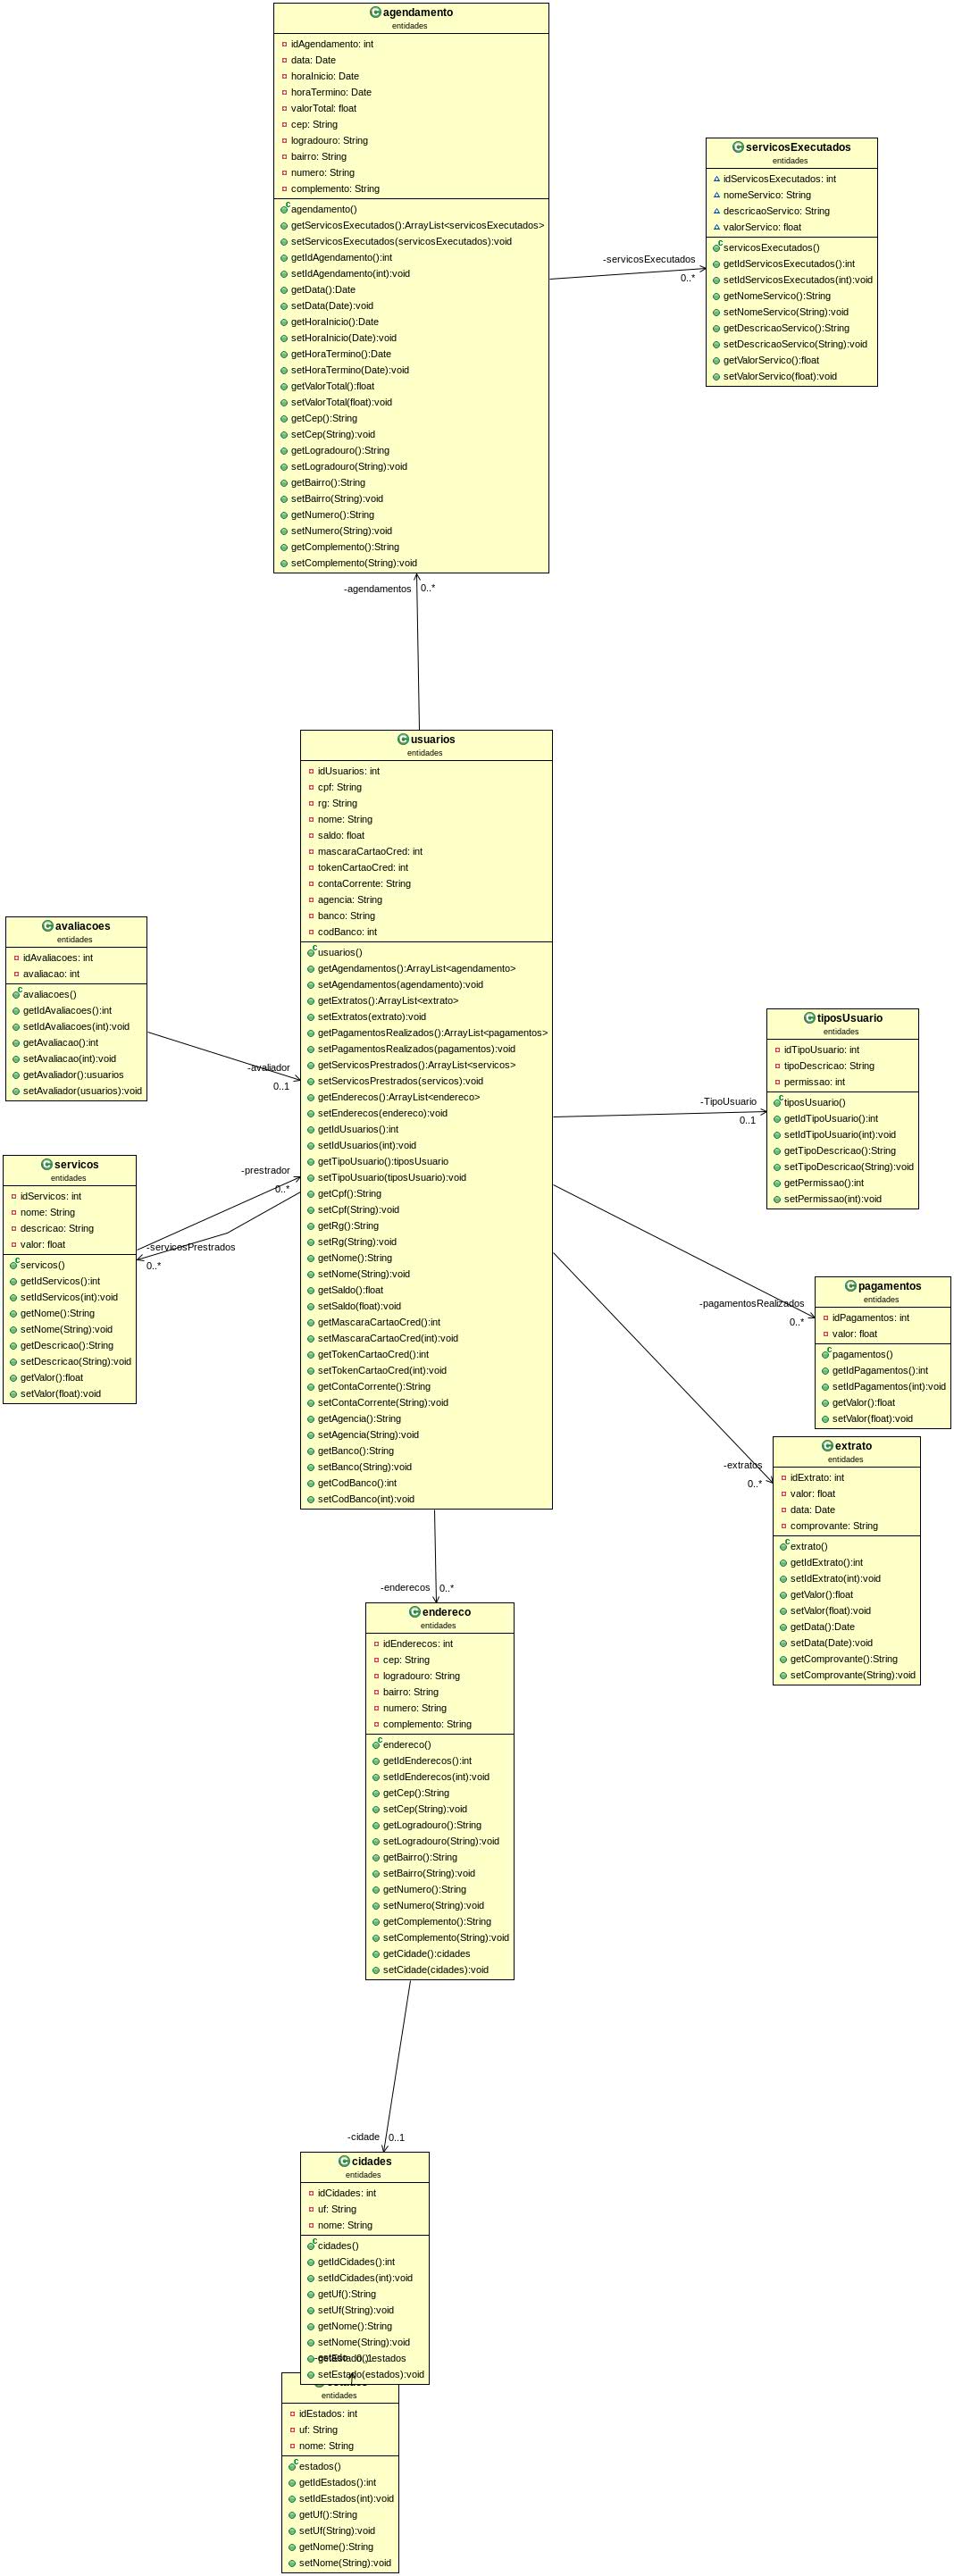 agendamento
entidades
idAgendamento: int
data: Date
horaInicio: Date
horaTermino: Date
valorTotal: float
cep: String
logradouro: String
bairro: String
numero: String
complemento: String
agendamento()
getServicosExecutados():ArrayList<servicosExecutados>
setServicosExecutados(servicosExecutados):void
getIdAgendamento():int
setIdAgendamento(int):void
getData():Date
setData(Date):void
getHoraInicio():Date
setHoraInicio(Date):void
getHoraTermino():Date
setHoraTermino(Date):void
getValorTotal():float
setValorTotal(float):void
getCep():String
setCep(String):void
getLogradouro():String
setLogradouro(String):void
getBairro():String
setBairro(String):void
getNumero():String
setNumero(String):void
getComplemento():String
setComplemento(String):void
-servicosExecutados
0..*
servicosExecutados
entidades
idServicosExecutados: int
nomeServico: String
descricaoServico: String
valorServico: float
servicosExecutados()
getIdServicosExecutados():int
setIdServicosExecutados(int):void
getNomeServico():String
setNomeServico(String):void
getDescricaoServico():String
setDescricaoServico(String):void
getValorServico():float
setValorServico(float):void
-agendamentos
0..*
usuarios
entidades
idUsuarios: int
cpf: String
rg: String
nome: String
saldo: float
mascaraCartaoCred: int
tokenCartaoCred: int
contaCorrente: String
agencia: String
banco: String
codBanco: int
usuarios()
getAgendamentos():ArrayList<agendamento>
setAgendamentos(agendamento):void
getExtratos():ArrayList<extrato>
setExtratos(extrato):void
getPagamentosRealizados():ArrayList<pagamentos>
setPagamentosRealizados(pagamentos):void
getServicosPrestrados():ArrayList<servicos>
setServicosPrestrados(servicos):void
getEnderecos():ArrayList<endereco>
setEnderecos(endereco):void
getIdUsuarios():int
setIdUsuarios(int):void
getTipoUsuario():tiposUsuario
setTipoUsuario(tiposUsuario):void
getCpf():String
setCpf(String):void
getRg():String
setRg(String):void
getNome():String
setNome(String):void
getSaldo():float
setSaldo(float):void
getMascaraCartaoCred():int
setMascaraCartaoCred(int):void
getTokenCartaoCred():int
setTokenCartaoCred(int):void
getContaCorrente():String
setContaCorrente(String):void
getAgencia():String
setAgencia(String):void
getBanco():String
setBanco(String):void
getCodBanco():int
setCodBanco(int):void
avaliacoes
entidades
idAvaliacoes: int
avaliacao: int
avaliacoes()
getIdAvaliacoes():int
setIdAvaliacoes(int):void
getAvaliacao():int
setAvaliacao(int):void
getAvaliador():usuarios
setAvaliador(usuarios):void
-avaliador
0..1
servicos
entidades
idServicos: int
nome: String
descricao: String
valor: float
servicos()
getIdServicos():int
setIdServicos(int):void
getNome():String
setNome(String):void
getDescricao():String
setDescricao(String):void
getValor():float
setValor(float):void
-prestrador
0..*
-servicosPrestrados
0..*
-TipoUsuario
0..1
tiposUsuario
entidades
idTipoUsuario: int
tipoDescricao: String
permissao: int
tiposUsuario()
getIdTipoUsuario():int
setIdTipoUsuario(int):void
getTipoDescricao():String
setTipoDescricao(String):void
getPermissao():int
setPermissao(int):void
-pagamentosRealizados
0..*
pagamentos
entidades
idPagamentos: int
valor: float
pagamentos()
getIdPagamentos():int
setIdPagamentos(int):void
getValor():float
setValor(float):void
-extratos
0..*
extrato
entidades
idExtrato: int
valor: float
data: Date
comprovante: String
extrato()
getIdExtrato():int
setIdExtrato(int):void
getValor():float
setValor(float):void
getData():Date
setData(Date):void
getComprovante():String
setComprovante(String):void
-enderecos
0..*
endereco
entidades
idEnderecos: int
cep: String
logradouro: String
bairro: String
numero: String
complemento: String
endereco()
getIdEnderecos():int
setIdEnderecos(int):void
getCep():String
setCep(String):void
getLogradouro():String
setLogradouro(String):void
getBairro():String
setBairro(String):void
getNumero():String
setNumero(String):void
getComplemento():String
setComplemento(String):void
getCidade():cidades
setCidade(cidades):void
-cidade
0..1
cidades
entidades
idCidades: int
uf: String
nome: String
cidades()
getIdCidades():int
setIdCidades(int):void
getUf():String
setUf(String):void
getNome():String
setNome(String):void
getEstado():estados
setEstado(estados):void
entidades
idEstados: int
uf: String
nome: String
estados()
getIdEstados():int
setIdEstados(int):void
getUf():String
setUf(String):void
getNome():String
setNome(String):void